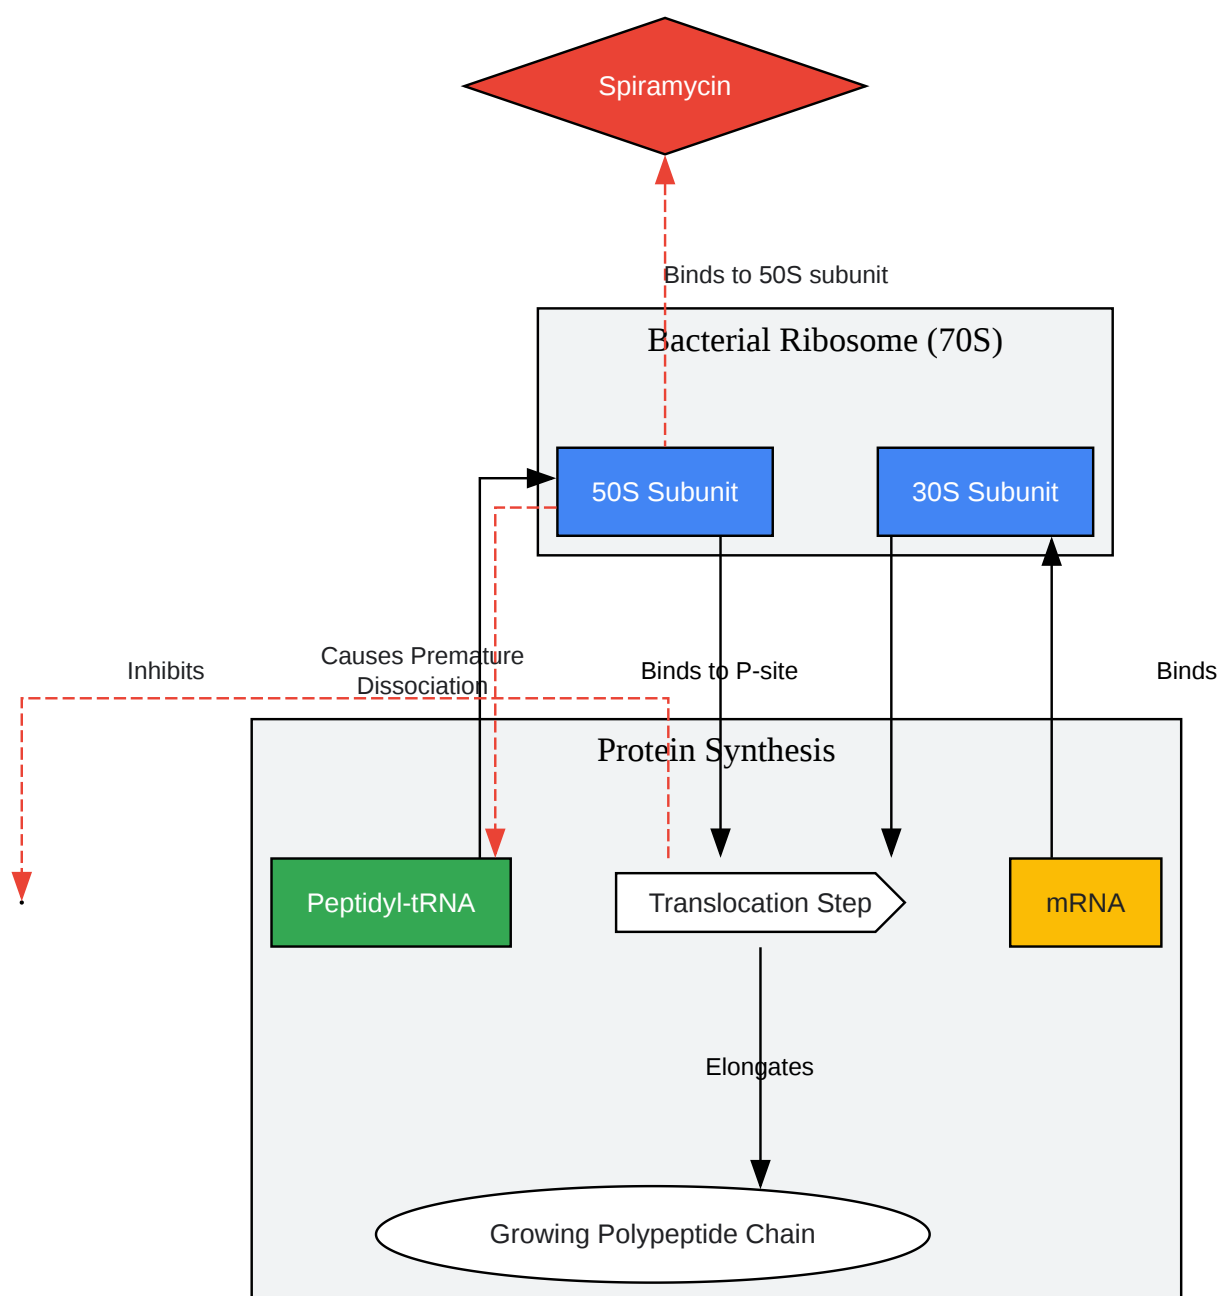 Spiramycin
Binds to 50S subunit
Bacterial Ribosome (70S)
50S Subunit
30S Subunit
Inhibits
Causes Premature
Dissociation
Binds to P-site
Binds
Protein Synthesis
Peptidyl-tRNA
Translocation Step
mRNA
Elongates
Growing Polypeptide Chain